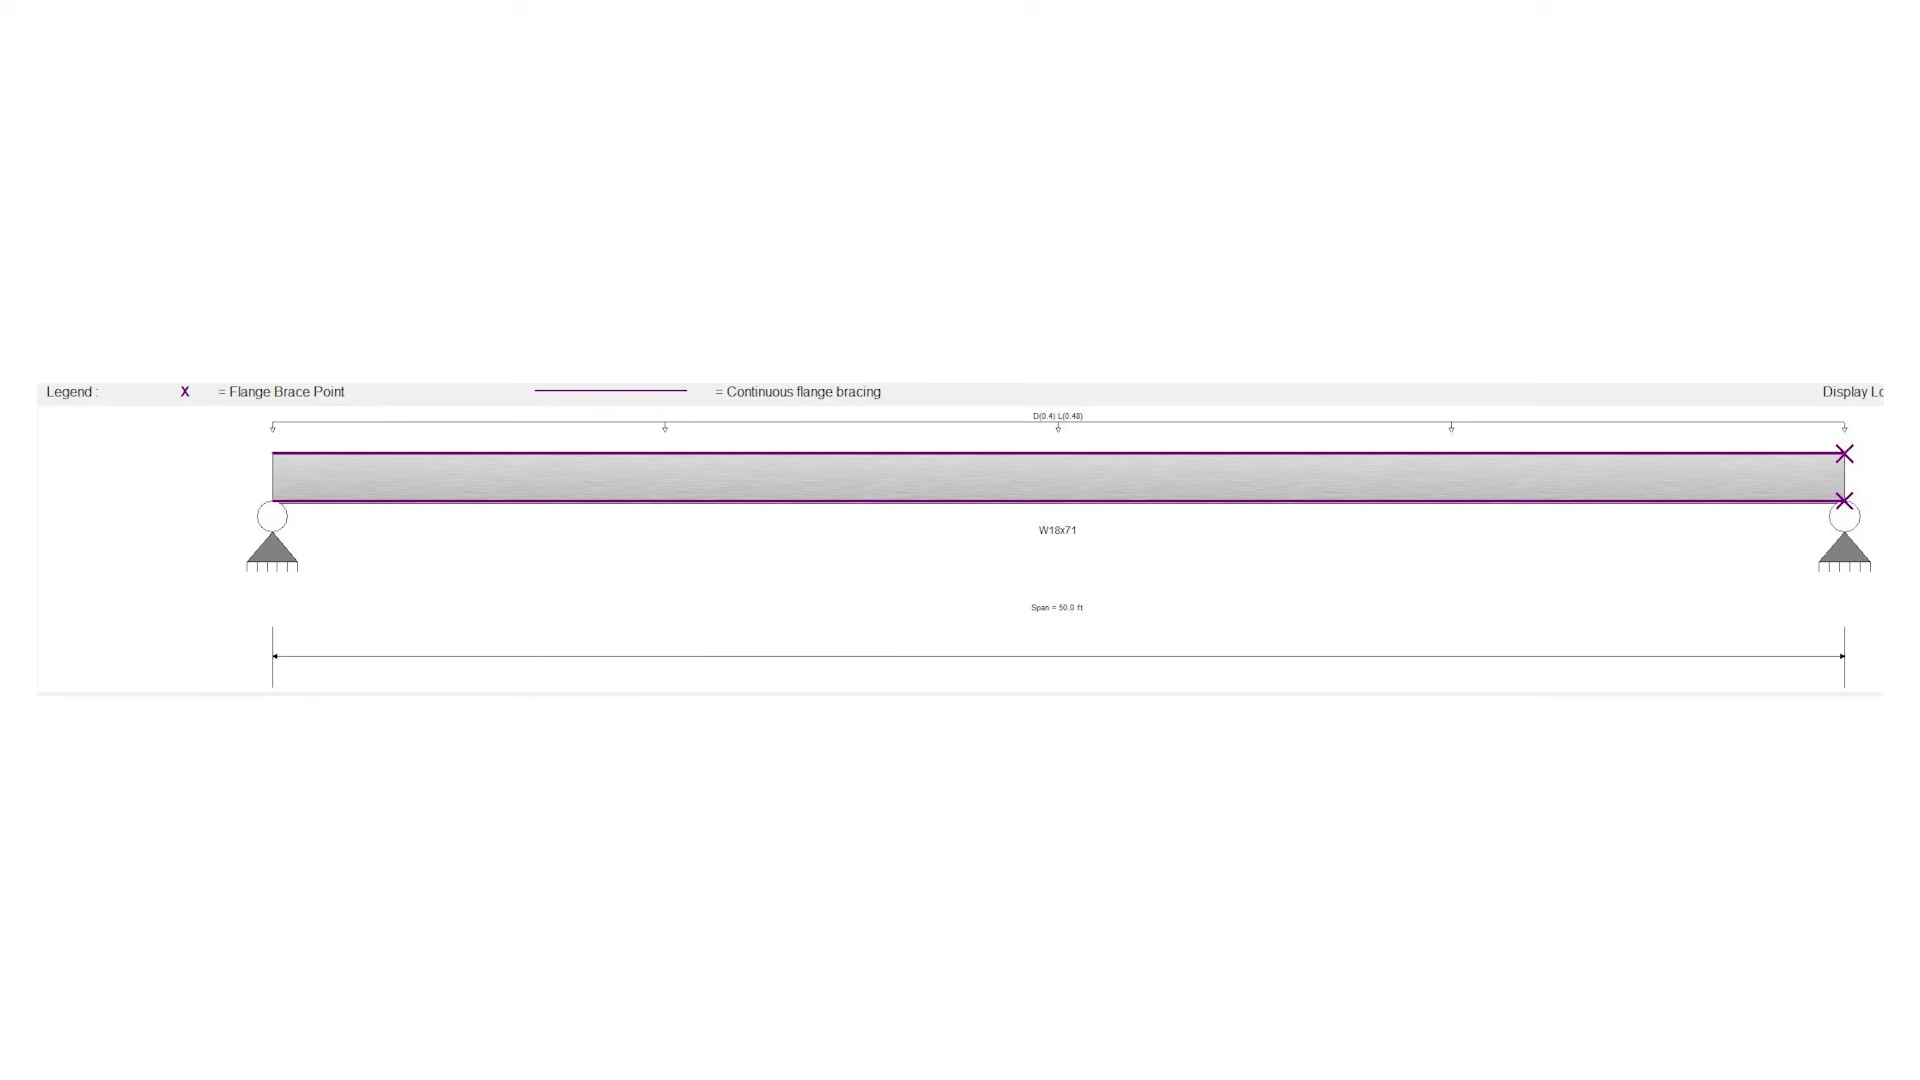 Legend : X = Flange Brace Point = Continuous flange bracing Display Lo
D(0.4) L(0.48)
W18x71
Span = 50.0 ft